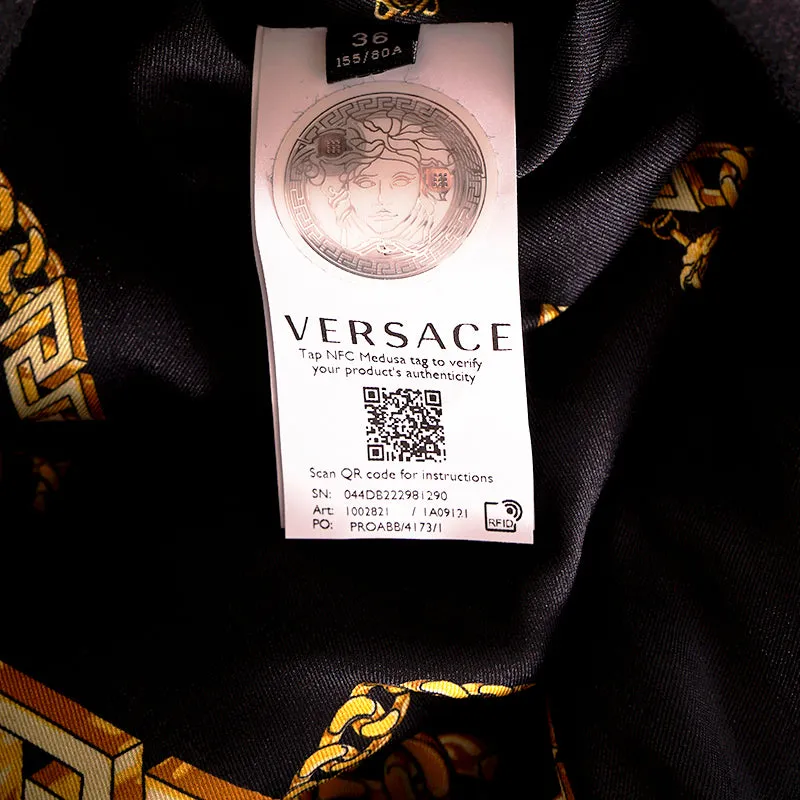 36
155/80A
VERSACE
Tap NFC Medusa tag to verify
your product's authenticity
Scan QR code for instructions
SN: 044DB222981290
Art: 1002821 / 1A09121
PO: PROABB/4173/1
RFID